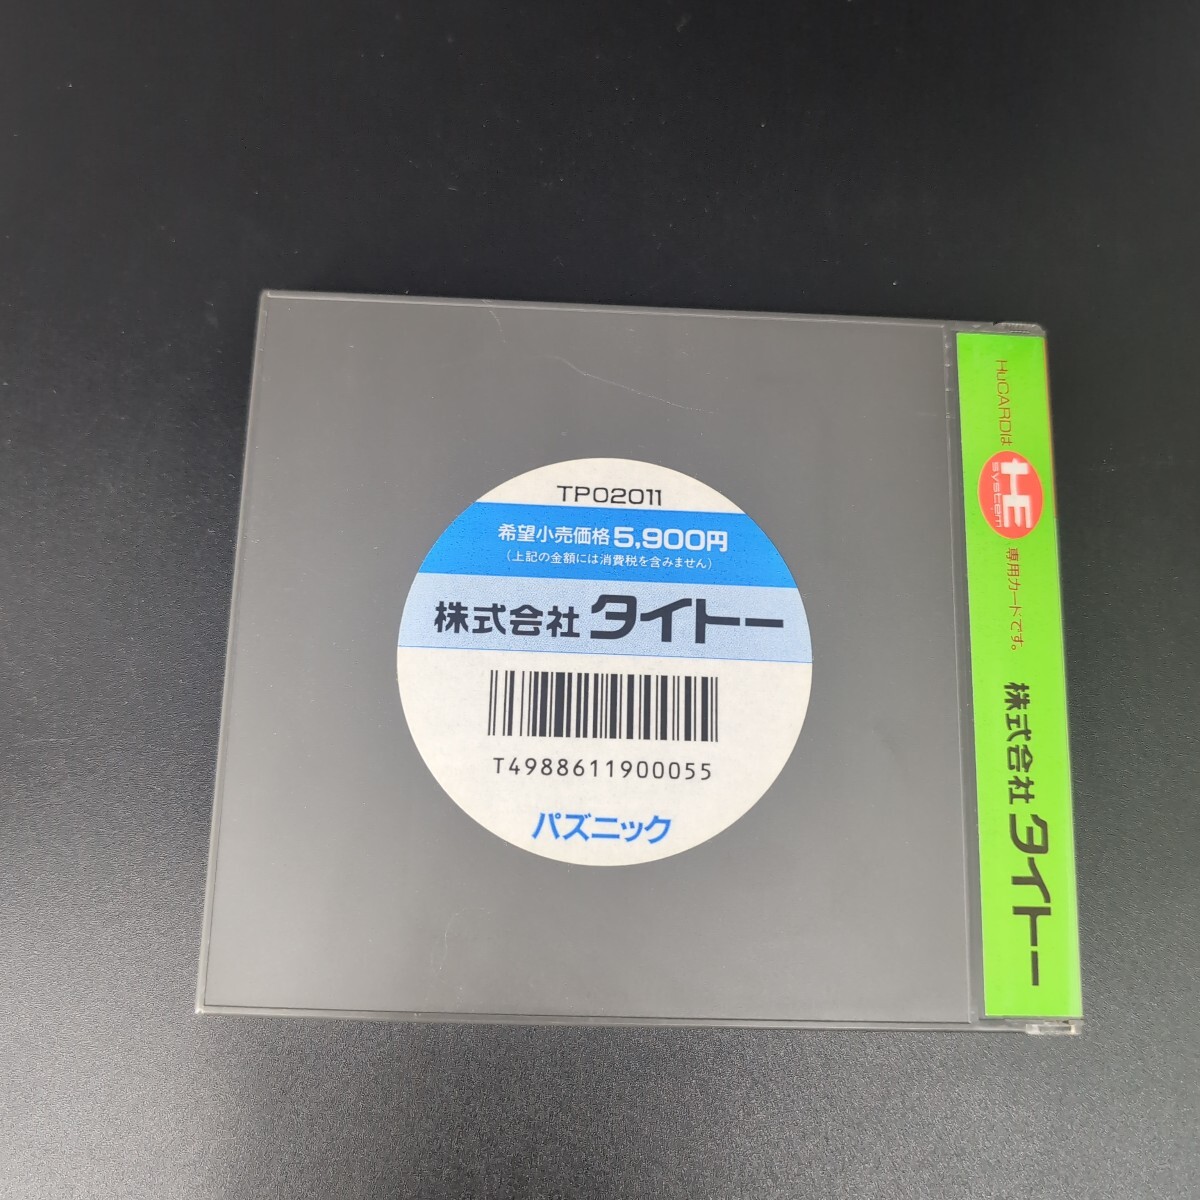 TP02011
希望小売価格5,900円
(上記の金額には消費税を含みません)
株式会社 タイトー
T4988611900055
パズニック
HuCARDは HE system 専用カードです。 株式会社 タイトー